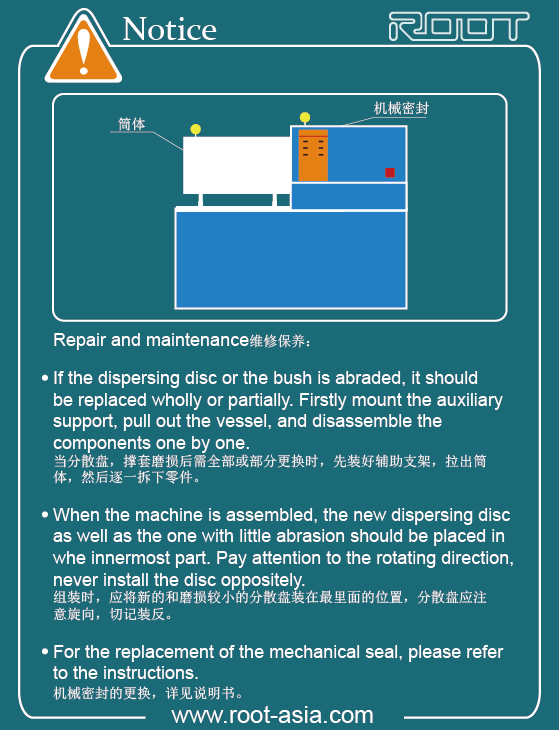 Notice
ROOT
机械密封
筒体
Repair and maintenance维修保养：
• If the dispersing disc or the bush is abraded, it should
be replaced wholly or partially. Firstly mount the auxiliary
support, pull out the vessel, and disassemble the
components one by one.
当分散盘，撑套磨损后需全部或部分更换时，先装好辅助支架，拉出筒
体，然后逐一拆下零件。
• When the machine is assembled, the new dispersing disc
as well as the one with little abrasion should be placed in
whe innermost part. Pay attention to the rotating direction,
never install the disc oppositely.
组装时，应将新的和磨损较小的分散盘装在最里面的位置，分散盘应注
意旋向，切记装反。
• For the replacement of the mechanical seal, please refer
to the instructions.
机械密封的更换，详见说明书。
www.root-asia.com